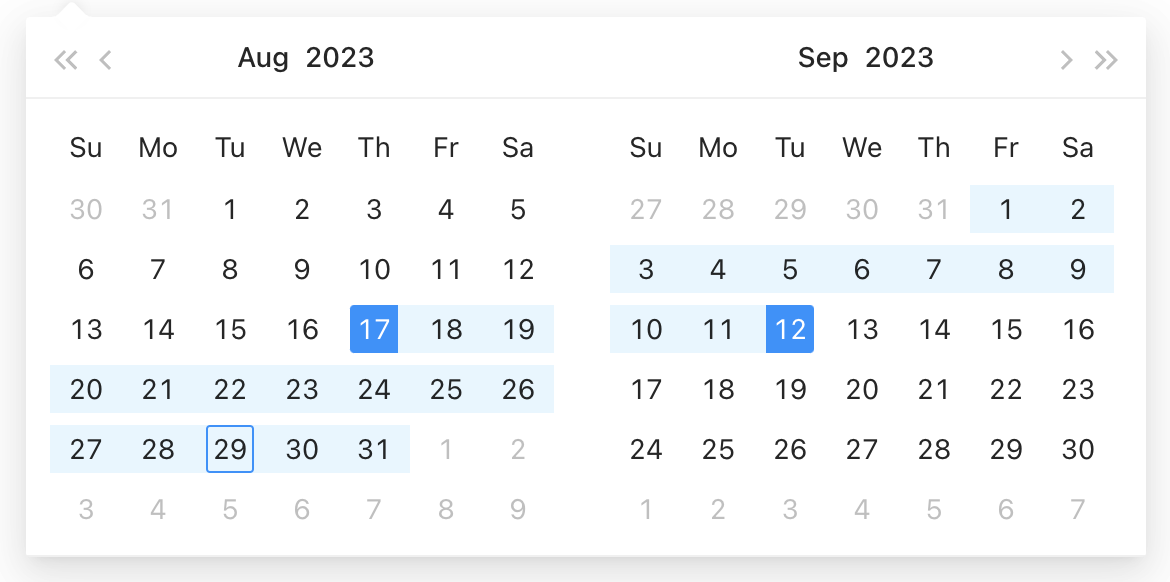 Aug 2023
Su Mo Tu We Th Fr Sa
30 31 1 2 3 4 5
6 7 8 9 10 11 12
13 14 15 16 17 18 19
20 21 22 23 24 25 26
27 28 29 30 31 1 2
3 4 5 6 7 8 9
Sep 2023
Su Mo Tu We Th Fr Sa
27 28 29 30 31 1 2
3 4 5 6 7 8 9
10 11 12 13 14 15 16
17 18 19 20 21 22 23
24 25 26 27 28 29 30
1 2 3 4 5 6 7